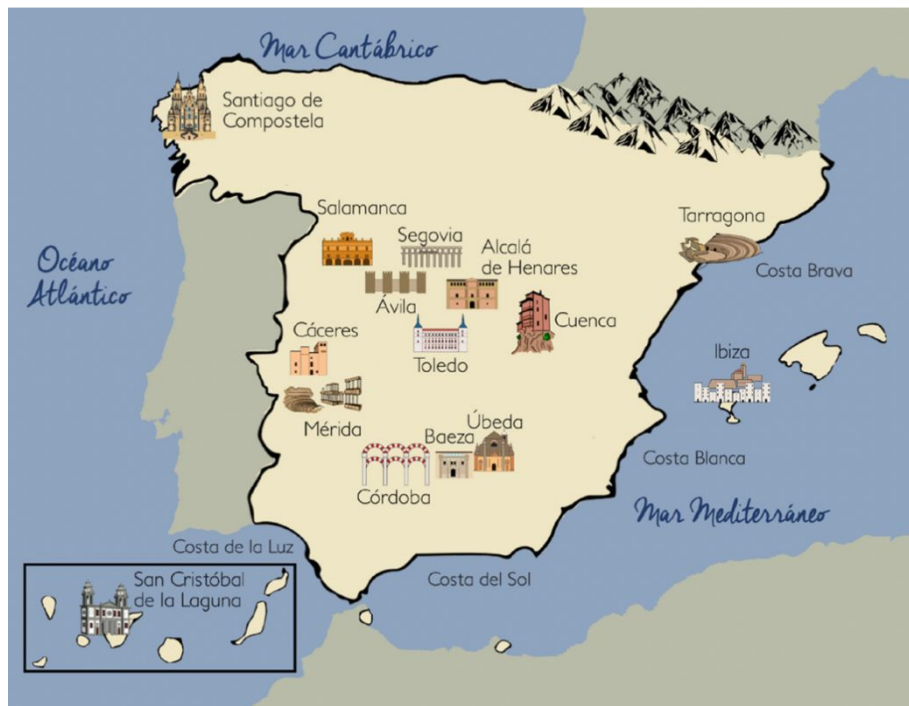 Mar Cantábrico
Santiago de
Compostela
Salamanca
Segovia
Alcalá
de Henares
Tarragona
Océano
Atlántico
Costa Brava
Ávila
Cuenca
Cáceres
Toledo
Ibiza
Mérida
Baeza
Úbeda
Costa Blanca
Córdoba
Mar Mediterráneo
Costa de la Luz
Costa del Sol
San Cristóbal
de la Laguna